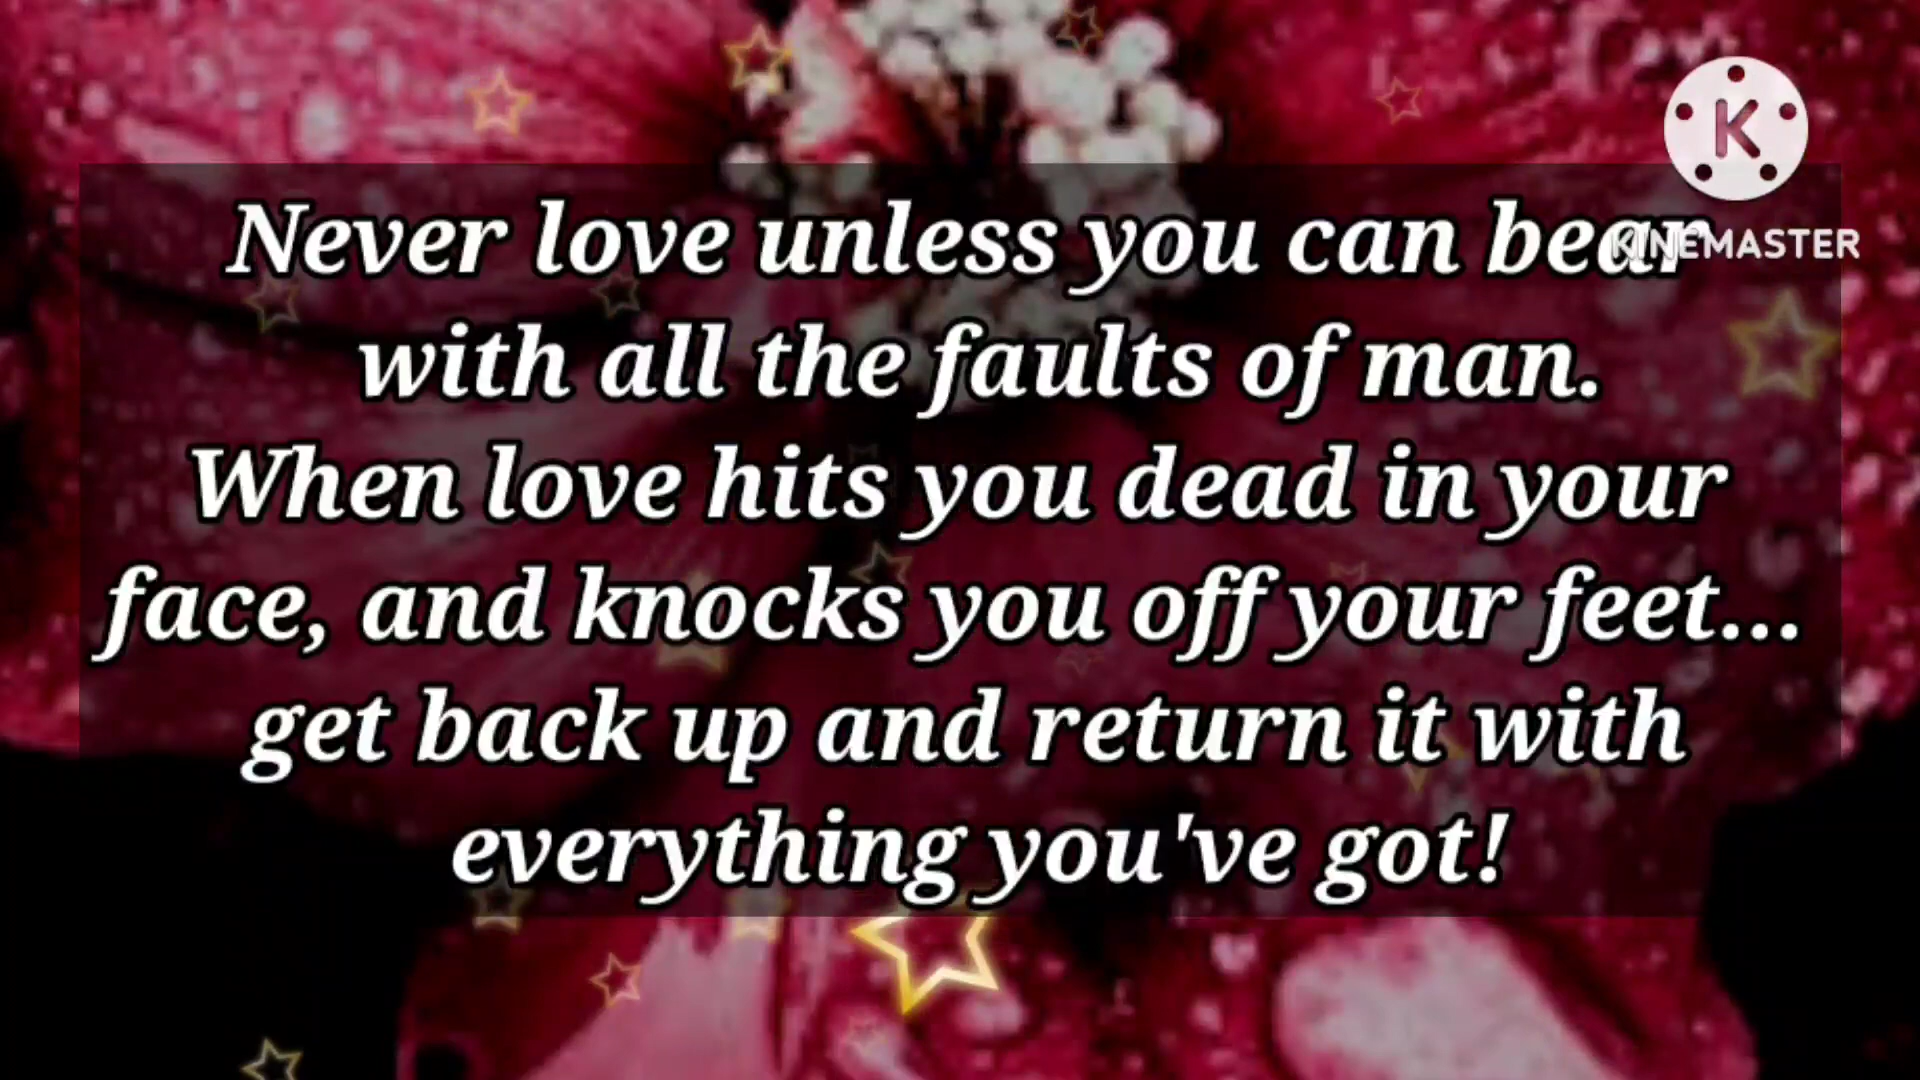 K
KINEMASTER
Never love unless you can bear
with all the faults of man.
When love hits you dead in your
face, and knocks you off your feet...
get back up and return it with
everything you've got!